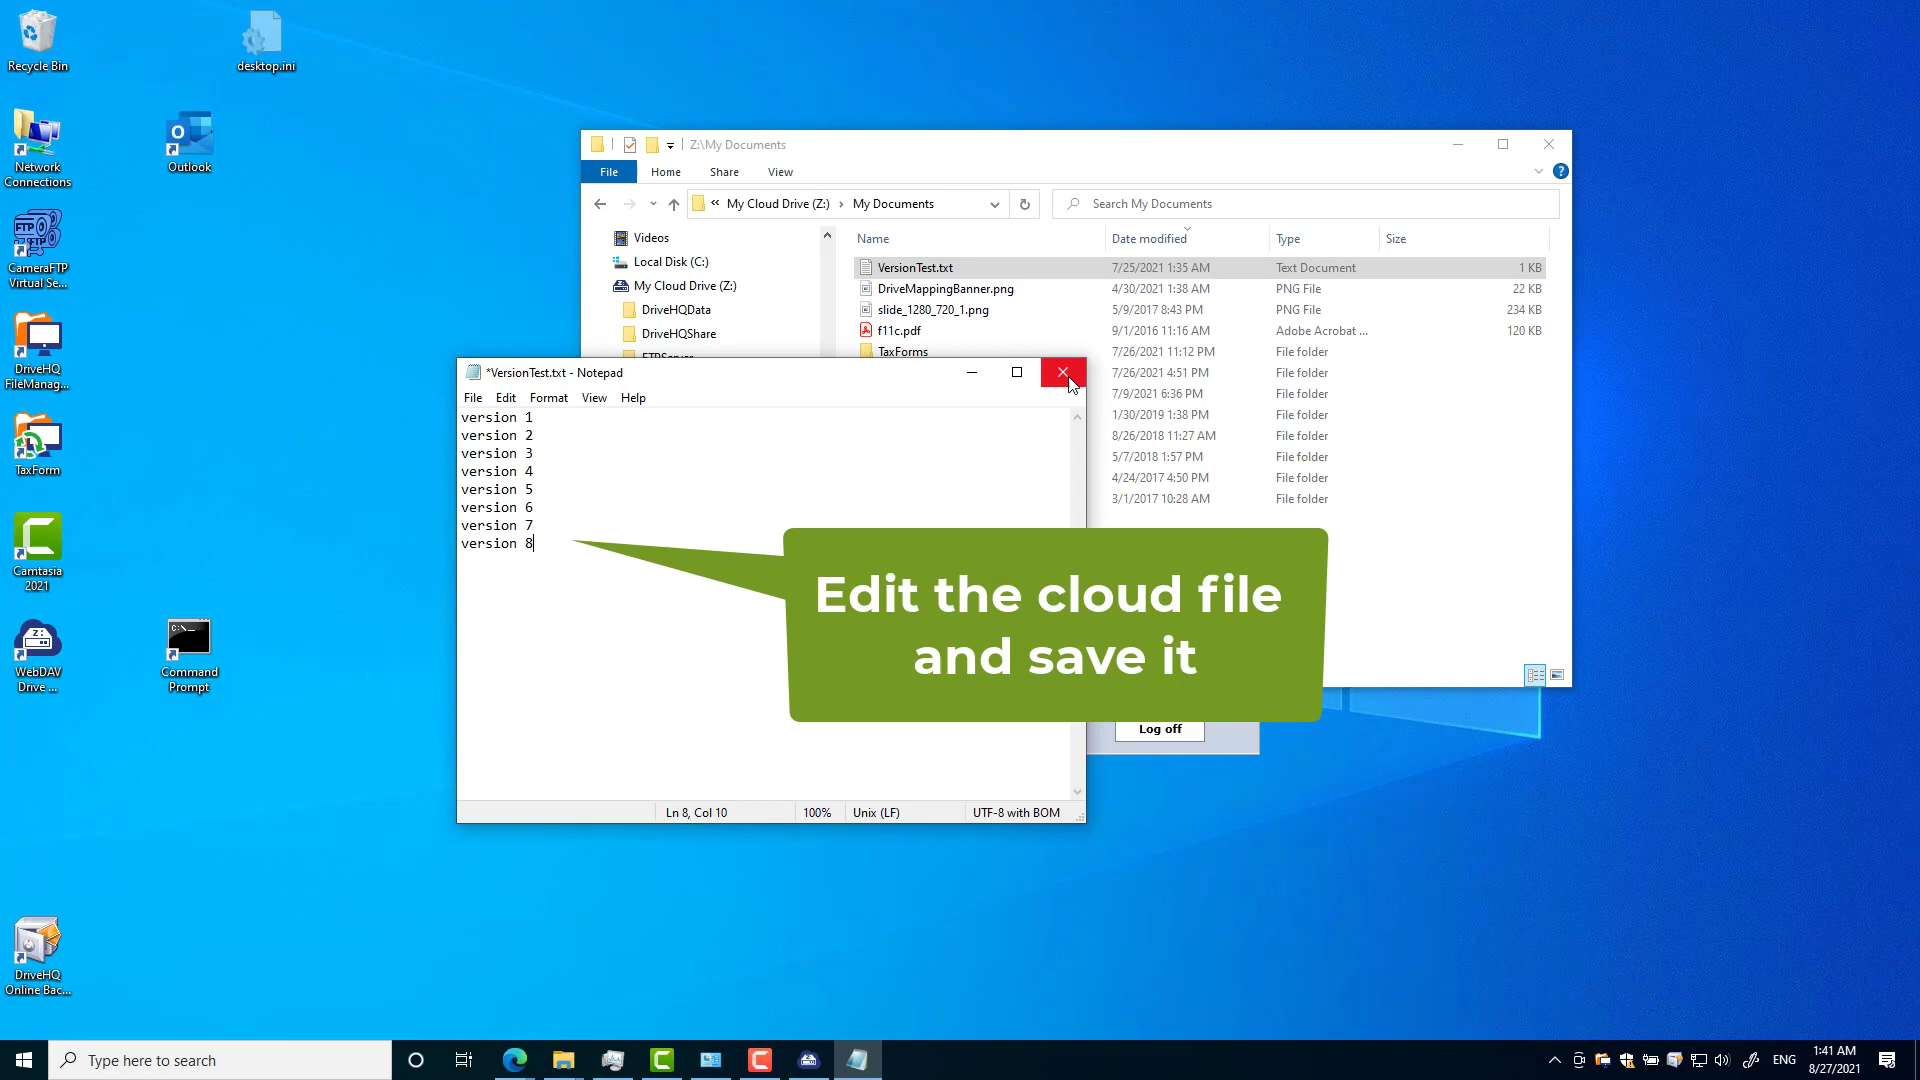 Recycle Bin
desktop.ini
Network
Connections
Outlook
CameraFTP
Virtual Se...
DriveHQ
FileManag...
TaxForm
Camtasia
2021
WebDAV
Drive ...
Command
Prompt
DriveHQ
Online Bac...
Z:\My Documents
File Home Share View
« My Cloud Drive (Z:) › My Documents
Search My Documents
Videos
Local Disk (C:)
My Cloud Drive (Z:)
DriveHQData
DriveHQShare
Name Date modified Type Size
VersionTest.txt 7/25/2021 1:35 AM Text Document 1 KB
DriveMappingBanner.png 4/30/2021 1:38 AM PNG File 22 KB
slide_1280_720_1.png 5/9/2017 8:43 PM PNG File 234 KB
f11c.pdf 9/1/2016 11:16 AM Adobe Acrobat ... 120 KB
TaxForms 7/26/2021 11:12 PM File folder
7/26/2021 4:51 PM File folder
7/9/2021 6:36 PM File folder
1/30/2019 1:38 PM File folder
8/26/2018 11:27 AM File folder
5/7/2018 1:57 PM File folder
4/24/2017 4:50 PM File folder
3/1/2017 10:28 AM File folder
*VersionTest.txt - Notepad
File Edit Format View Help
version 1
version 2
version 3
version 4
version 5
version 6
version 7
version 8
Edit the cloud file
and save it
Log off
Ln 8, Col 10 100% Unix (LF) UTF-8 with BOM
Type here to search
ENG
1:41 AM
8/27/2021